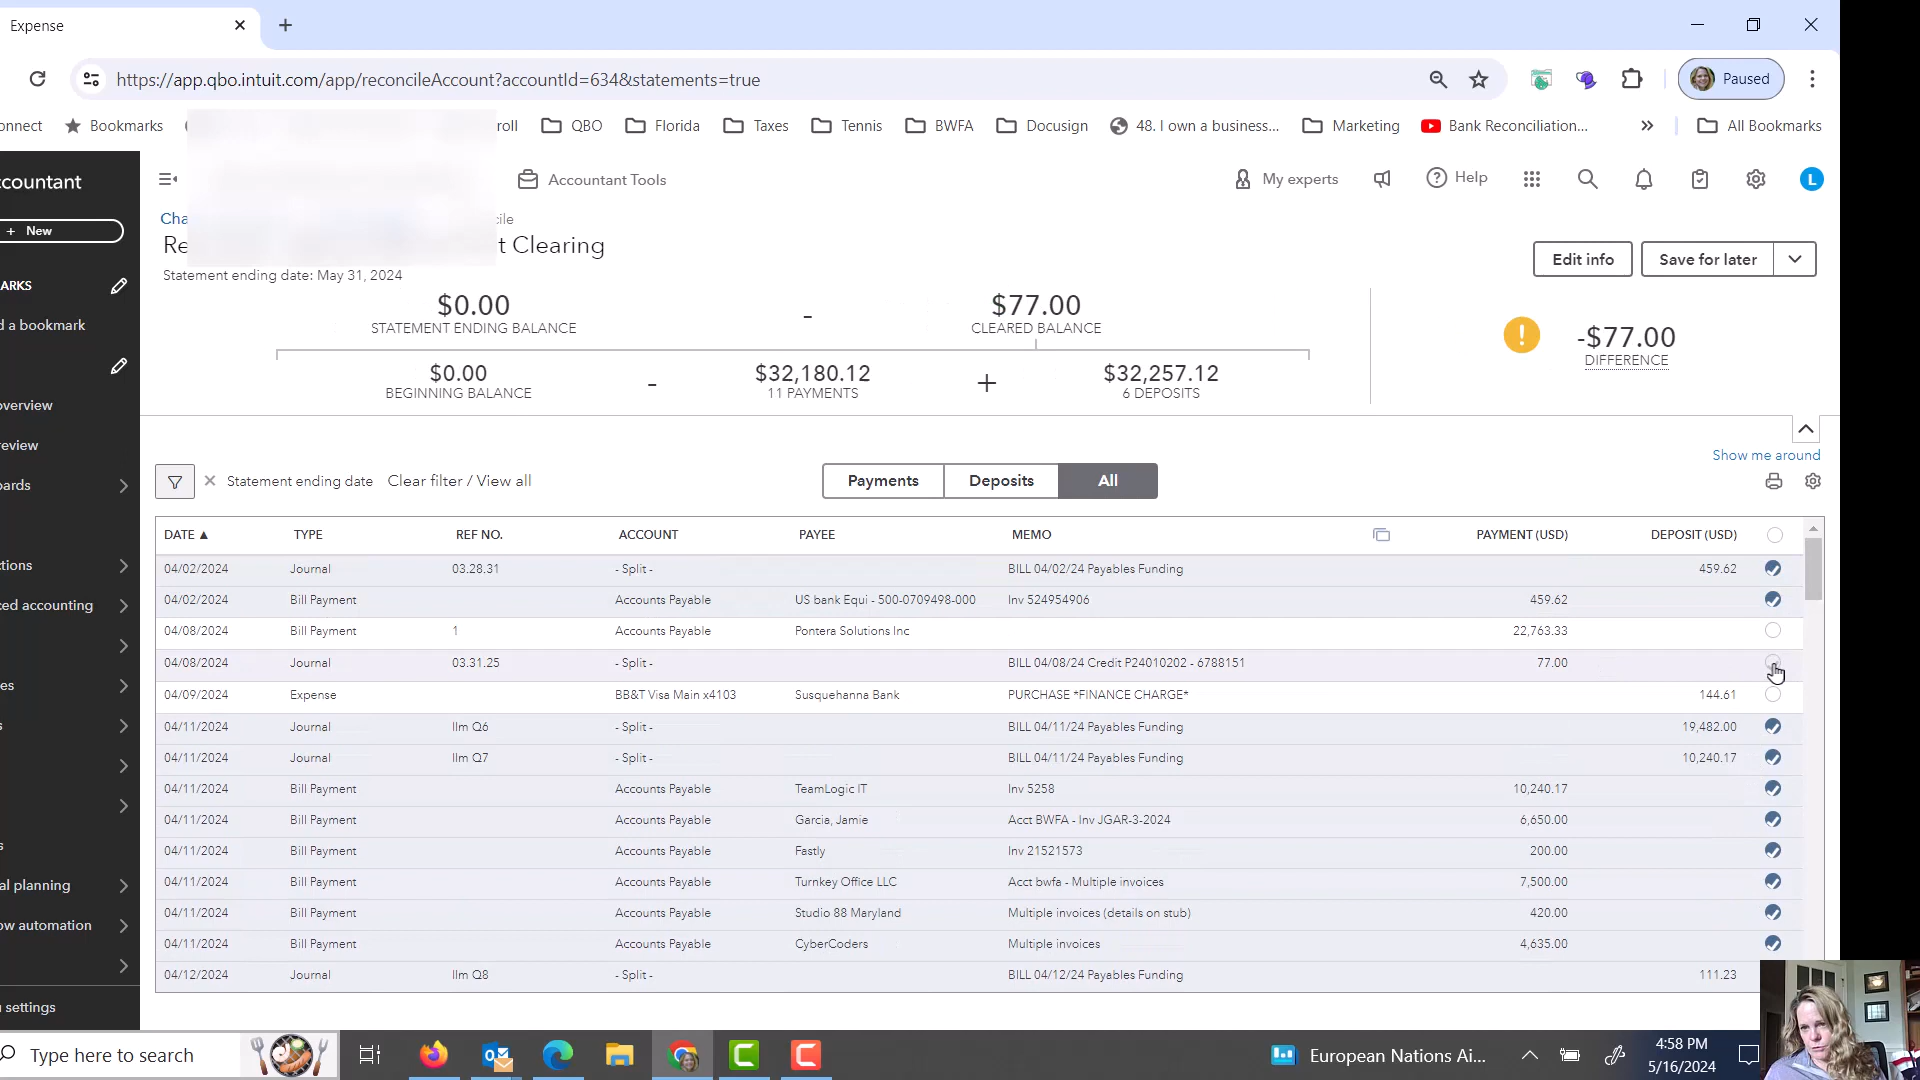 Expense
https://app.qbo.intuit.com/app/reconcileAccount?accountId=634&statements=true
Paused
onnect Bookmarks roll QBO Florida Taxes Tennis BWFA Docusign 48. I own a business... Marketing Bank Reconciliation... » All Bookmarks
ccountant Accountant Tools My experts Help L
+ New
Cha cile
Re t Clearing
Statement ending date: May 31, 2024
Edit info Save for later
ARKS
d a bookmark
overview
review
oards
ctions
ced accounting
es
s
s
al planning
ow automation
u settings
$0.00 - $77.00
STATEMENT ENDING BALANCE CLEARED BALANCE
! -$77.00
DIFFERENCE
$0.00 - $32,180.12 + $32,257.12
BEGINNING BALANCE 11 PAYMENTS 6 DEPOSITS
Show me around
Statement ending date Clear filter / View all Payments Deposits All
DATE ▲ TYPE REF NO. ACCOUNT PAYEE MEMO PAYMENT (USD) DEPOSIT (USD)
04/02/2024 Journal 03.28.31 - Split - BILL 04/02/24 Payables Funding 459.62
04/02/2024 Bill Payment Accounts Payable US bank Equi - 500-0709498-000 Inv 524954906 459.62
04/08/2024 Bill Payment 1 Accounts Payable Pontera Solutions Inc 22,763.33
04/08/2024 Journal 03.31.25 - Split - BILL 04/08/24 Credit P24010202 - 6788151 77.00
04/09/2024 Expense BB&T Visa Main x4103 Susquehanna Bank PURCHASE *FINANCE CHARGE* 144.61
04/11/2024 Journal llm Q6 - Split - BILL 04/11/24 Payables Funding 19,482.00
04/11/2024 Journal llm Q7 - Split - BILL 04/11/24 Payables Funding 10,240.17
04/11/2024 Bill Payment Accounts Payable TeamLogic IT Inv 5258 10,240.17
04/11/2024 Bill Payment Accounts Payable Garcia, Jamie Acct BWFA - Inv JGAR-3-2024 6,650.00
04/11/2024 Bill Payment Accounts Payable Fastly Inv 21521573 200.00
04/11/2024 Bill Payment Accounts Payable Turnkey Office LLC Acct bwfa - Multiple invoices 7,500.00
04/11/2024 Bill Payment Accounts Payable Studio 88 Maryland Multiple invoices (details on stub) 420.00
04/11/2024 Bill Payment Accounts Payable CyberCoders Multiple invoices 4,635.00
04/12/2024 Journal llm Q8 - Split - BILL 04/12/24 Payables Funding 111.23
Type here to search European Nations Ai... 4:58 PM
5/16/2024